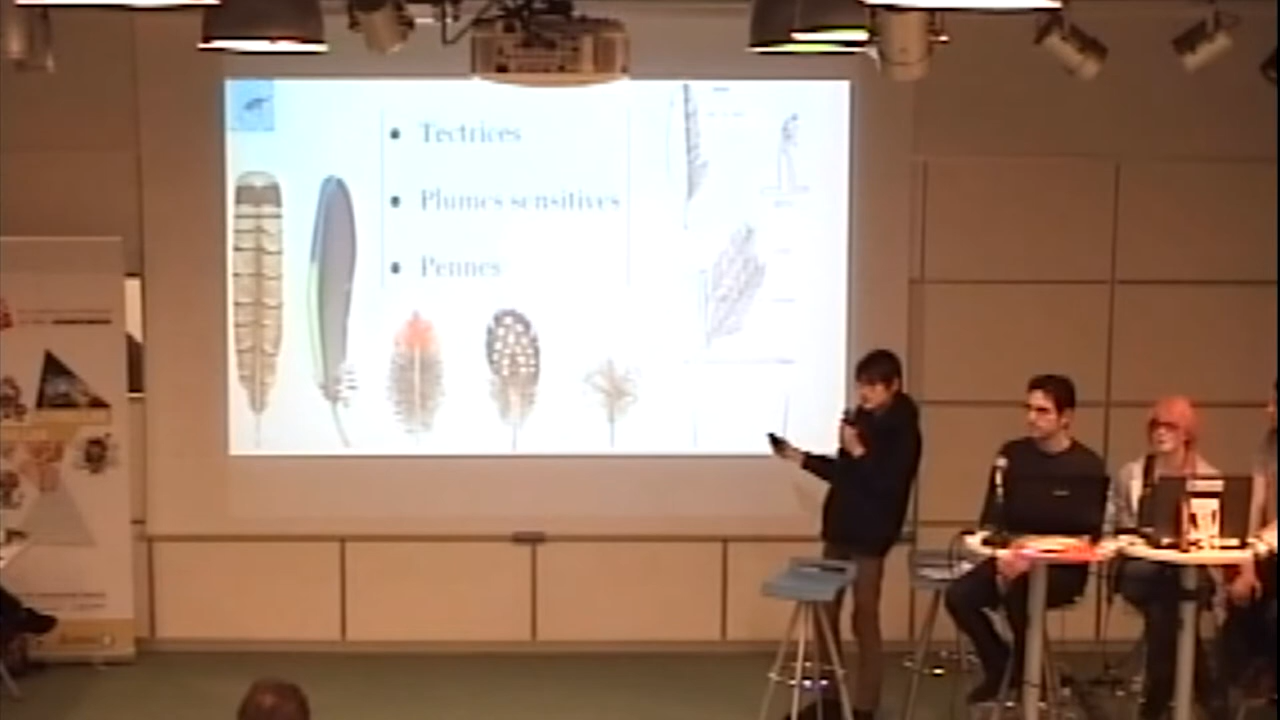 • Tectrices
• Plumes sensitives
• Pennes